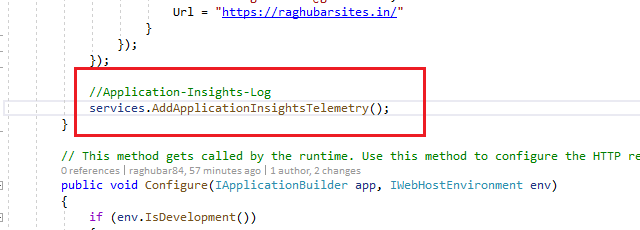 Url = "https://raghubarsites.in/"
}
});
});
//Application-Insights-Log
services.AddApplicationInsightsTelemetry();
}
// This method gets called by the runtime. Use this method to configure the HTTP re
0 references | raghubar84, 57 minutes ago | 1 author, 2 changes
public void Configure(IApplicationBuilder app, IWebHostEnvironment env)
{
if (env.IsDevelopment())